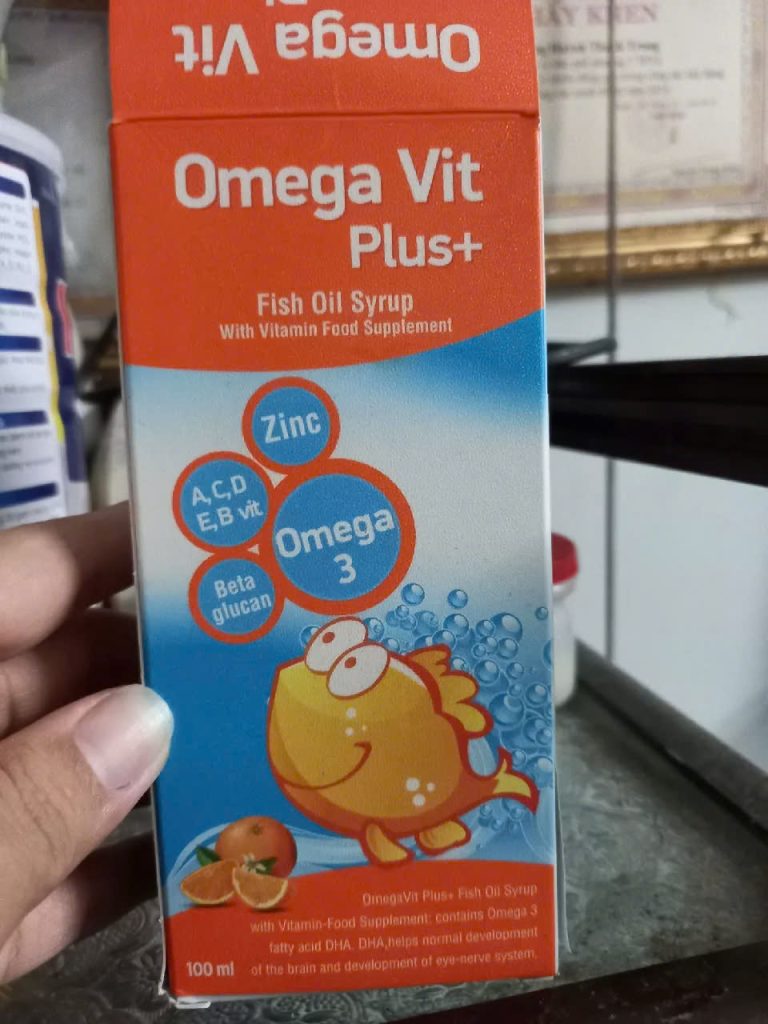 Omega Vit
Omega Vit
Plus+
Fish Oil Syrup
With Vitamin Food Supplement
Zinc
A,C,D
E,B vit
Omega
3
Beta
glucan
OmegaVit Plus+ Fish Oil Syrup
with Vitamin-Food Supplement: contains Omega 3
fatty acid DHA. DHA,helps normal development
of the brain and development of eye-nerve system.
100 ml
KHEN